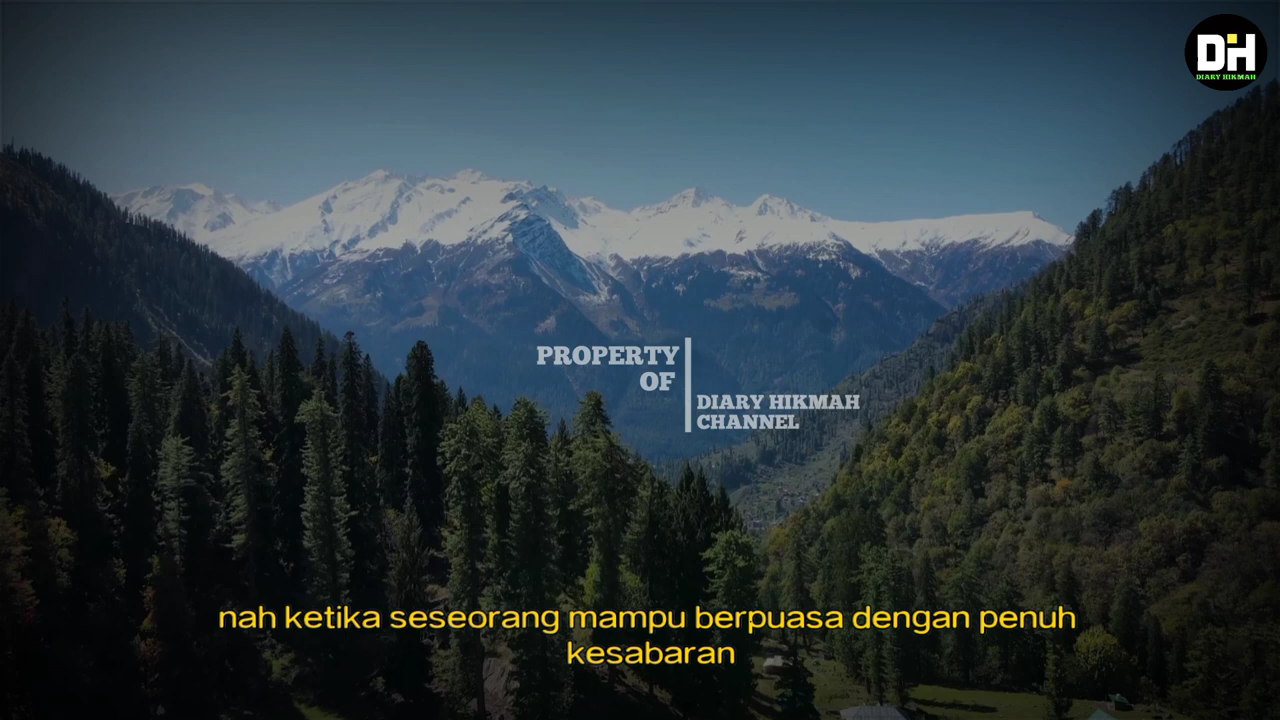 DH
DIARY HIKMAH
PROPERTY
OF
DIARY HIKMAH
CHANNEL
nah ketika seseorang mampu berpuasa dengan penuh
kesabaran